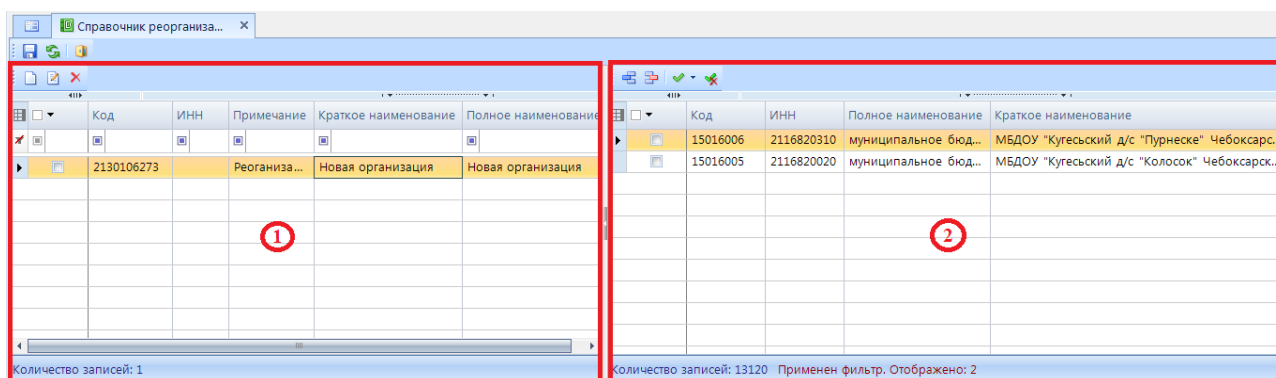 Справочник реорганиза...
Код ИНН Примечание Краткое наименование Полное наименование
2130106273 Реоганиза... Новая организация Новая организация
1
Количество записей: 1
Код ИНН Полное наименование Краткое наименование
15016006 2116820310 муниципальное бюд... МБДОУ "Кугесьский д/с "Пурнеске" Чебоксарс...
15016005 2116820020 муниципальное бюд... МБДОУ "Кугесьский д/с "Колосок" Чебоксарск...
2
Количество записей: 13120 Применен фильтр. Отображено: 2